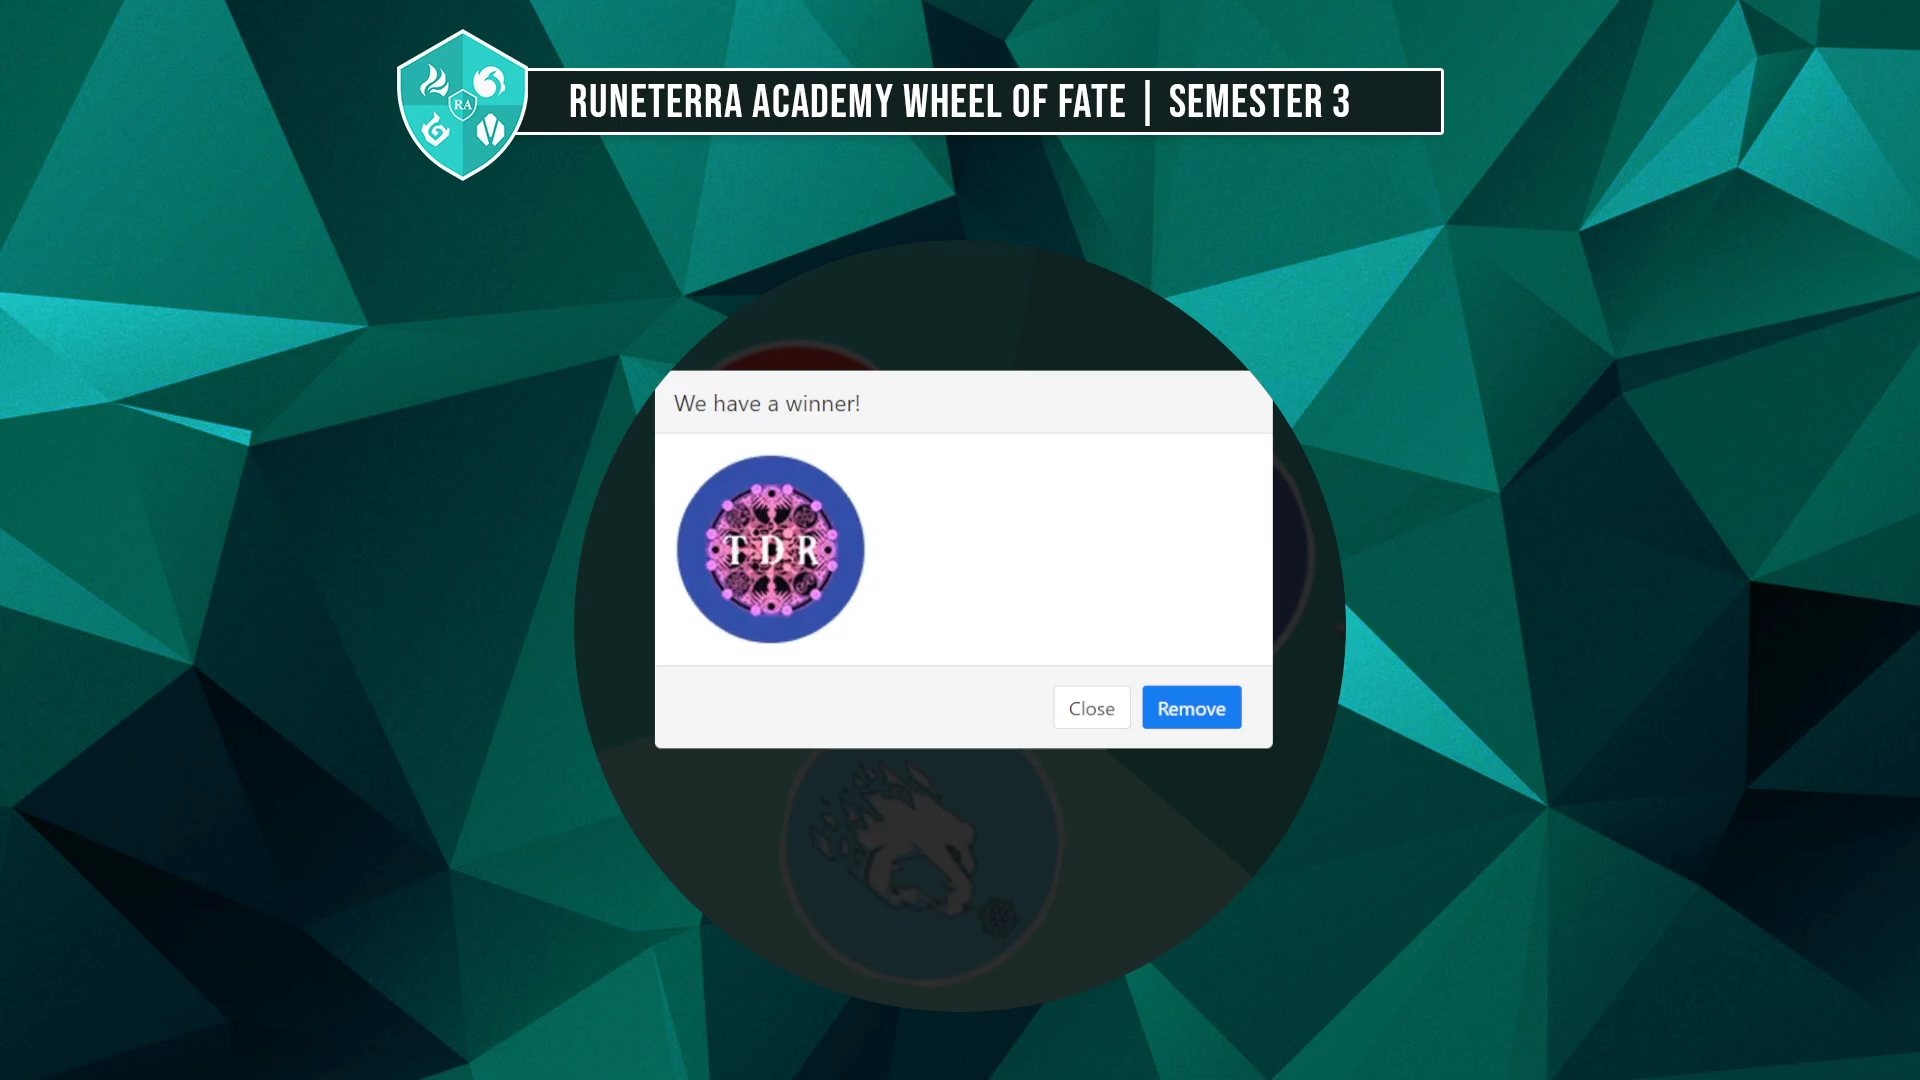 RUNETERRA ACADEMY WHEEL OF FATE | SEMESTER 3
RA
We have a winner!
TDR
Close
Remove